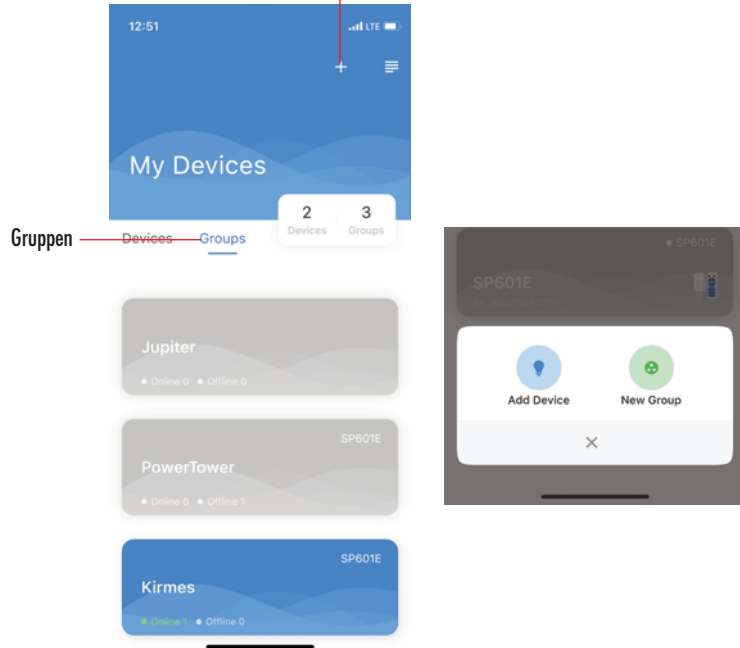 12:51
LTE
My Devices
2
Devices
3
Groups
Gruppen
Devices
Groups
Jupiter
Online 0
Offline 0
SP601E
PowerTower
Online 0
Offline 1
SP601E
Kirmes
Online 1
Offline 0
SP601E
SP601E
Add Device
New Group